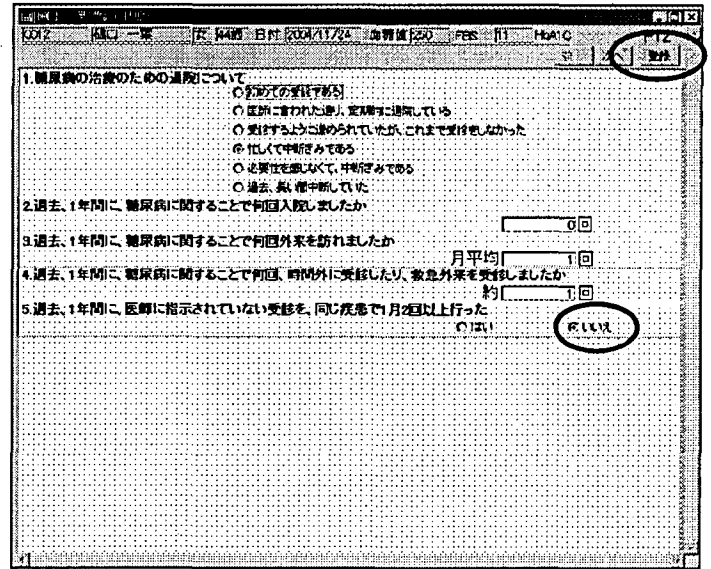 0012 樋口 一葉 女 44歳 日付 2004/11/24 血糖値 250 FBS 11 HbA1C PTZ
登録
1.糖尿病の治療のための通院について
初めての受診である
医師に言われた通り、定期的に通院している
受診するように進められていたが、これまで受診をしなかった
忙しくて中断ぎみである
必要性を感じなくて、中断ぎみである
過去、長い間中断していた
2.過去、1年間に、糖尿病に関することで何回入院しましたか
0 回
3.過去、1年間に、糖尿病に関することで何回外来を訪れましたか
月平均 1 回
4.過去、1年間に、糖尿病に関することで何回、時間外に受診したり、救急外来を受診しましたか
約 1 回
5.過去、1年間に、医師に指示されていない受診を、同じ疾患で1月2回以上行った
はい いいえ